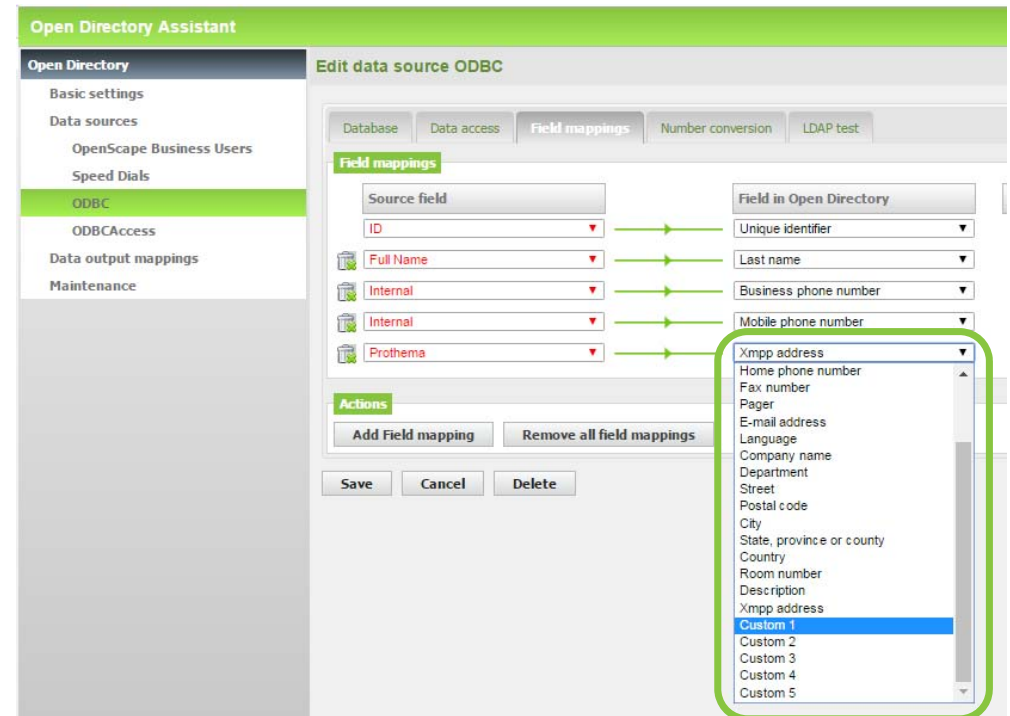 Open Directory Assistant
Open Directory
Basic settings
Data sources
OpenScape Business Users
Speed Dials
ODBC
ODBCAccess
Data output mappings
Maintenance
Edit data source ODBC
Database Data access Field mappings Number conversion LDAP test
Field mappings
Source field Field in Open Directory
ID Unique identifier
Full Name Last name
Internal Business phone number
Internal Mobile phone number
Prothema Xmpp address
Home phone number
Fax number
Pager
E-mail address
Language
Company name
Department
Street
Postal code
City
State, province or county
Country
Room number
Description
Xmpp address
Custom 1
Custom 2
Custom 3
Custom 4
Custom 5
Actions
Add Field mapping Remove all field mappings
Save Cancel Delete